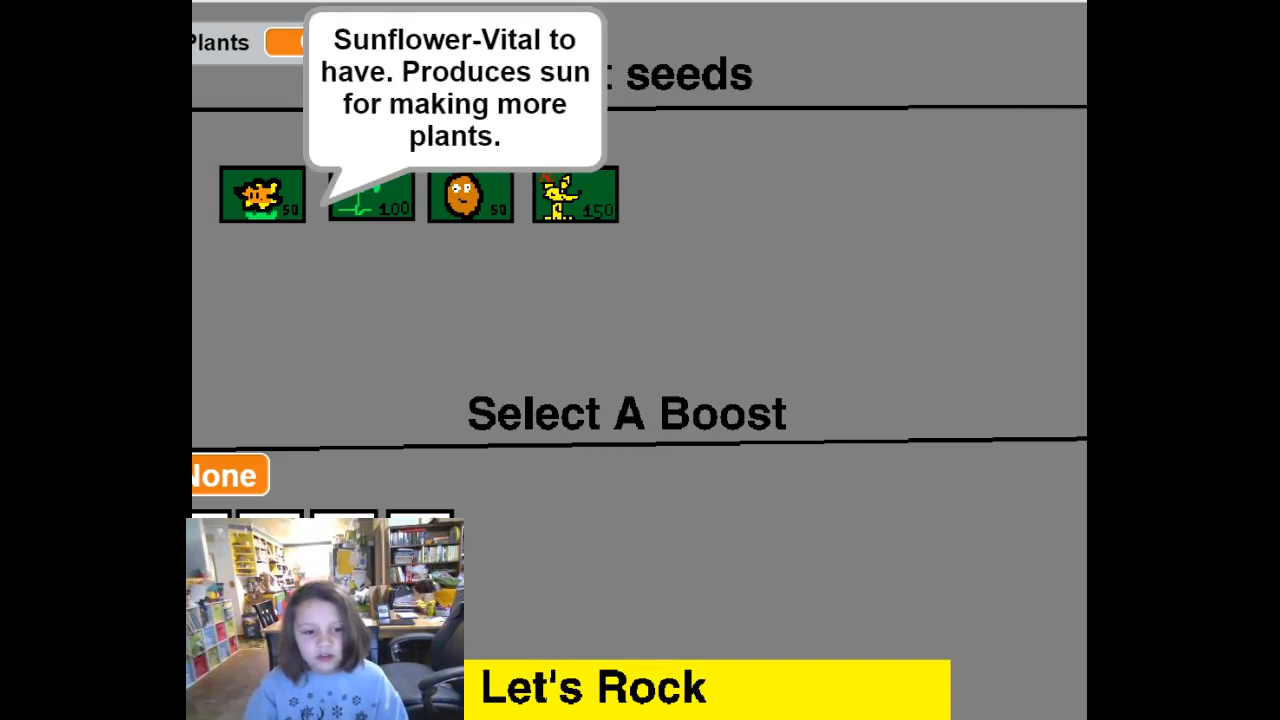 Plants
Sunflower-Vital to
have. Produces sun
for making more
plants.
seeds
50
100
50
150
Select A Boost
None
Let's Rock